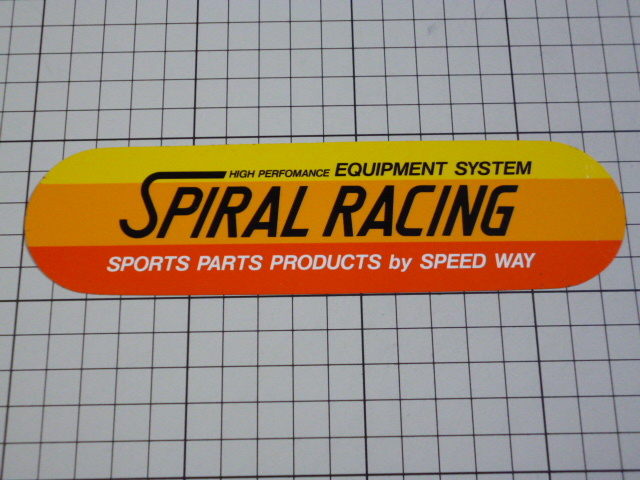 HIGH PERFOMANCE EQUIPMENT SYSTEM
SPIRAL RACING
SPORTS PARTS PRODUCTS by SPEED WAY